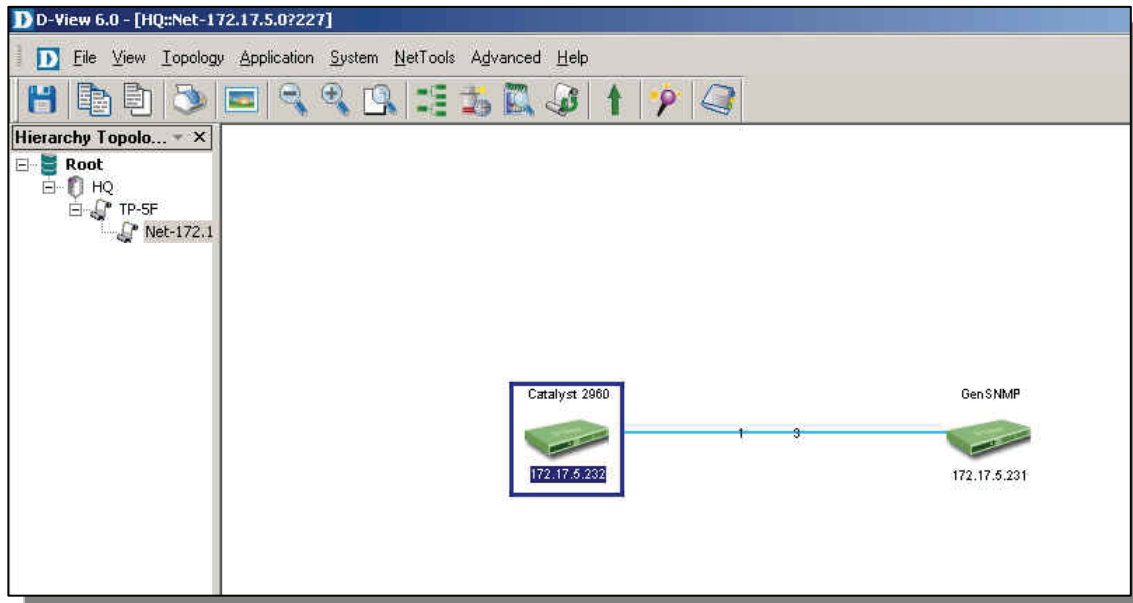 D-View 6.0 - [HQ::Net-172.17.5.0?227]
File View Topology Application System NetTools Advanced Help
Hierarchy Topolo...
Root
HQ
TP-5F
Net-172.1
Catalyst 2960
172.17.5.232
1 3
GenSNMP
172.17.5.231